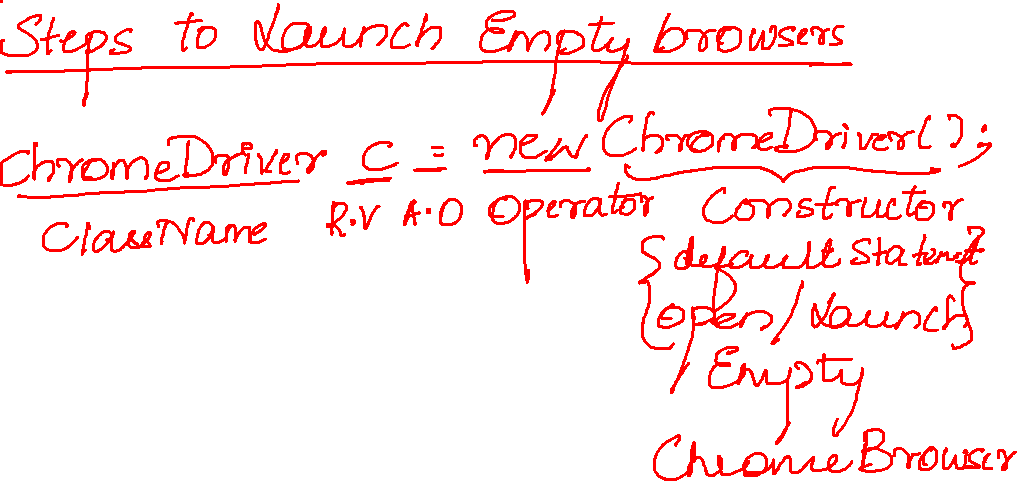 Steps to Launch Empty browsers
ChromeDriver C = new ChromeDriver();
ClassName R.V A.O Operator Constructor
{default Statement}
{open/Launch}
Empty
Chrome Browser